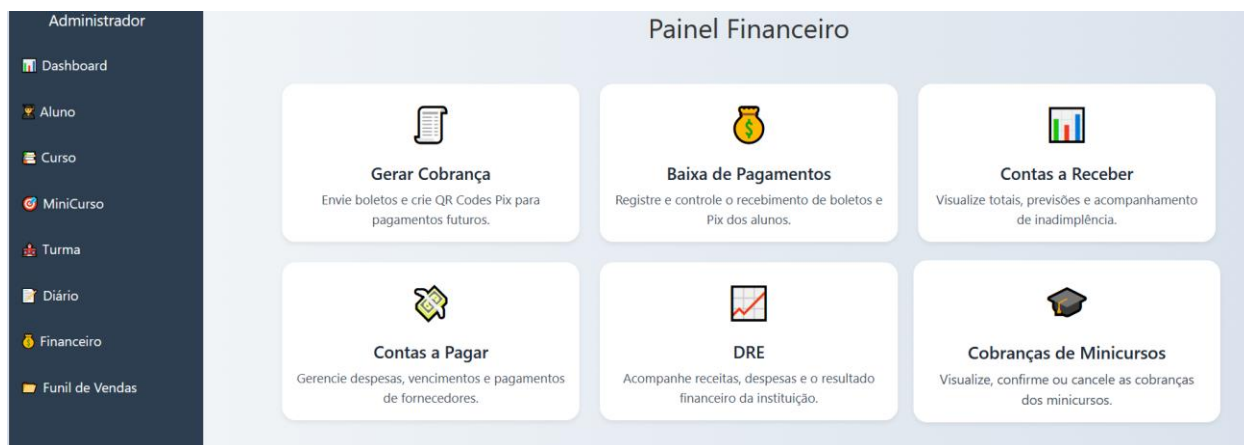 Administrador
Dashboard
Aluno
Curso
MiniCurso
Turma
Diário
Financeiro
Funil de Vendas
Painel Financeiro
Gerar Cobrança
Envie boletos e crie QR Codes Pix para
pagamentos futuros.
Baixa de Pagamentos
Registre e controle o recebimento de boletos e
Pix dos alunos.
Contas a Receber
Visualize totais, previsões e acompanhamento
de inadimplência.
Contas a Pagar
Gerencie despesas, vencimentos e pagamentos
de fornecedores.
DRE
Acompanhe receitas, despesas e o resultado
financeiro da instituição.
Cobranças de Minicursos
Visualize, confirme ou cancele as cobranças
dos minicursos.